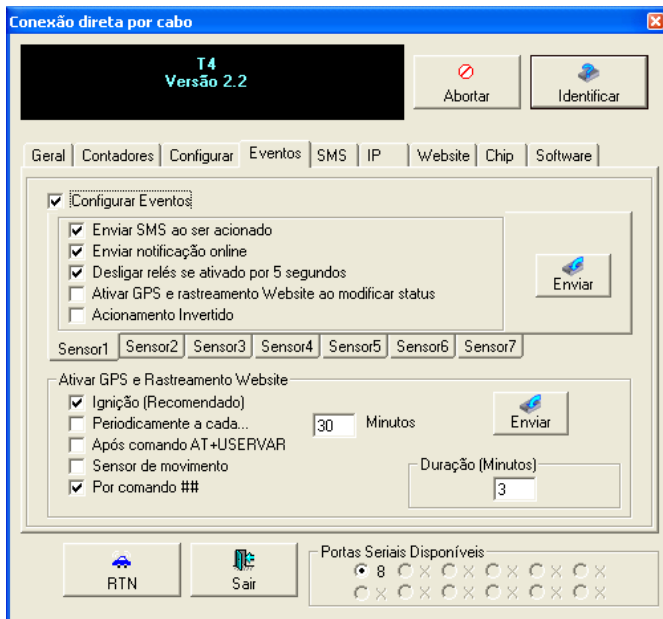 Conexão direta por cabo
T4
Versão 2.2
Abortar
Identificar
Geral Contadores Configurar Eventos SMS IP Website Chip Software
Configurar Eventos
Enviar SMS ao ser acionado
Enviar notificação online
Desligar relés se ativado por 5 segundos
Ativar GPS e rastreamento Website ao modificar status
Acionamento Invertido
Enviar
Sensor1 Sensor2 Sensor3 Sensor4 Sensor5 Sensor6 Sensor7
Ativar GPS e Rastreamento Website
Ignição (Recomendado)
Periodicamente a cada... 30 Minutos
Após comando AT+USERVAR
Sensor de movimento
Por comando ##
Enviar
Duração (Minutos)
3
RTN
Sair
Portas Seriais Disponíveis
8 X X X X X
X X X X X X